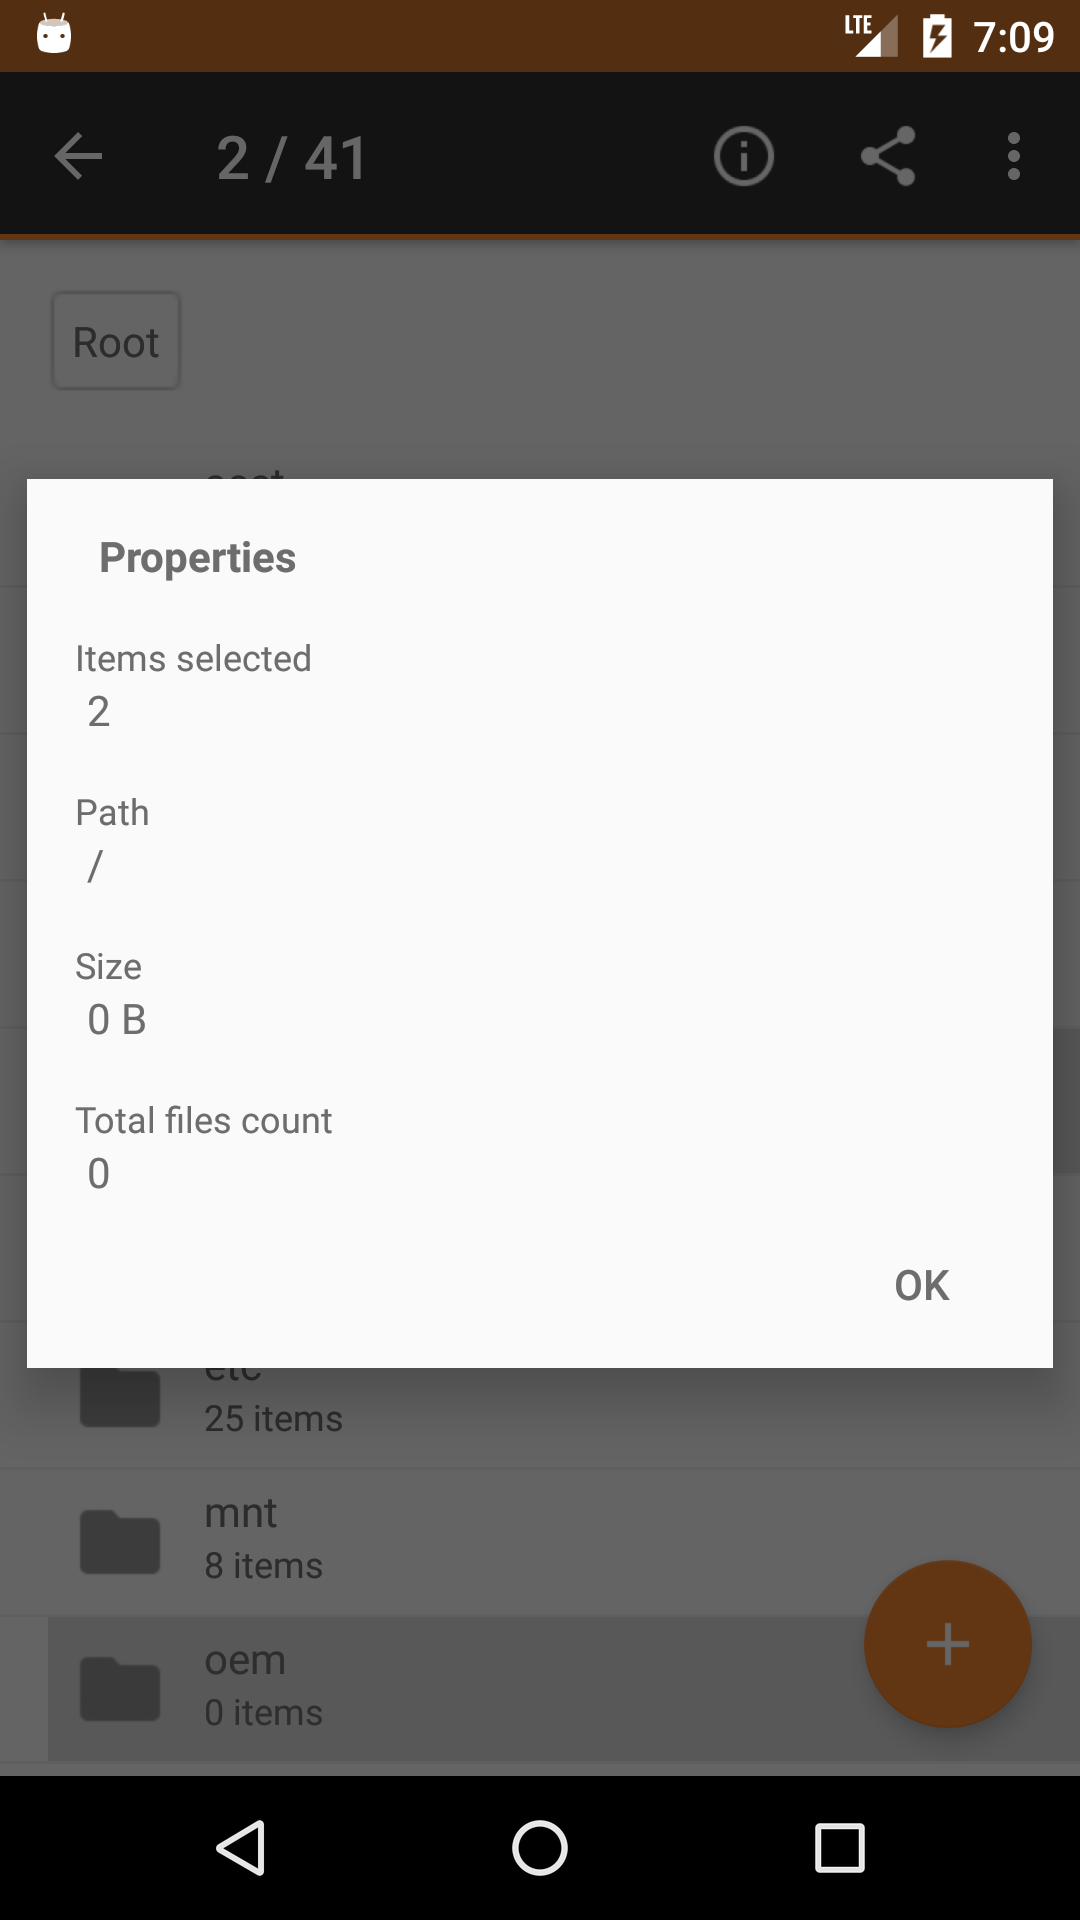 LTE 7:09
2 / 41
Root
Properties
Items selected
2
Path
/
Size
0 B
Total files count
0
OK
etc
25 items
mnt
8 items
oem
0 items